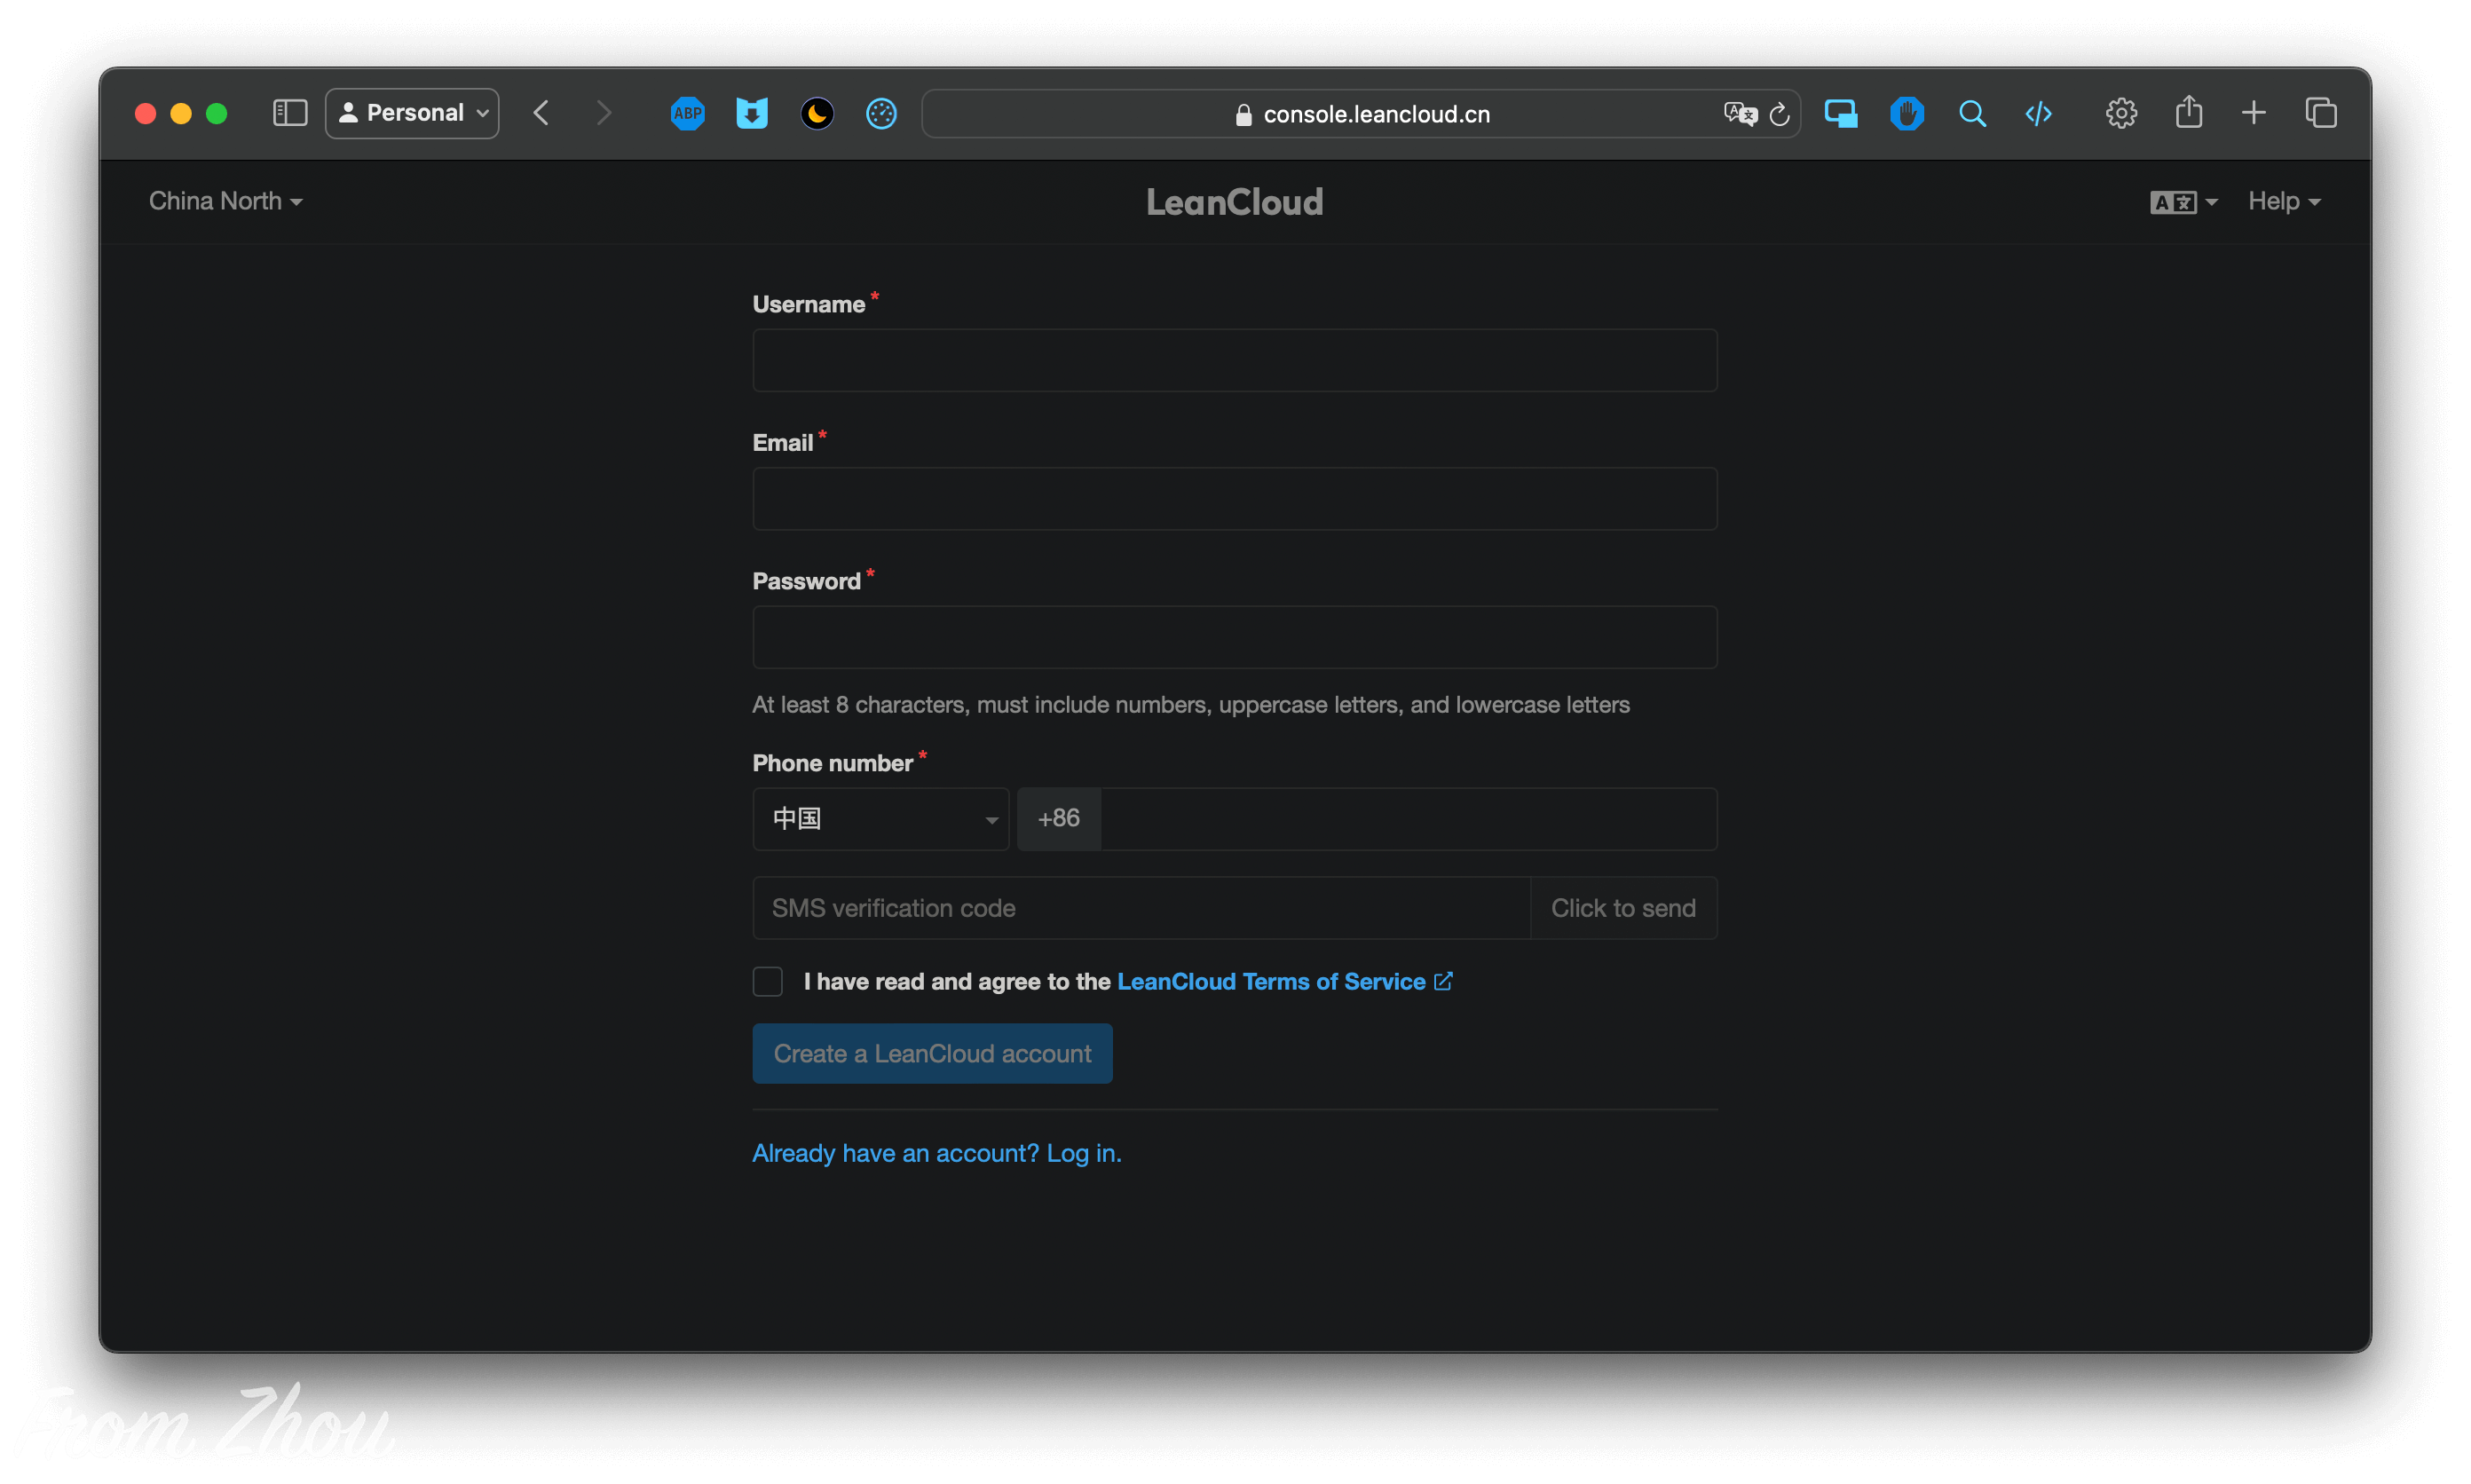 Personal
ABP
console.leancloud.cn
China North
LeanCloud
A文
Help
Username *
Email *
Password *
At least 8 characters, must include numbers, uppercase letters, and lowercase letters
Phone number *
中国
+86
SMS verification code
Click to send
I have read and agree to the LeanCloud Terms of Service
Create a LeanCloud account
Already have an account? Log in.
From Zhou